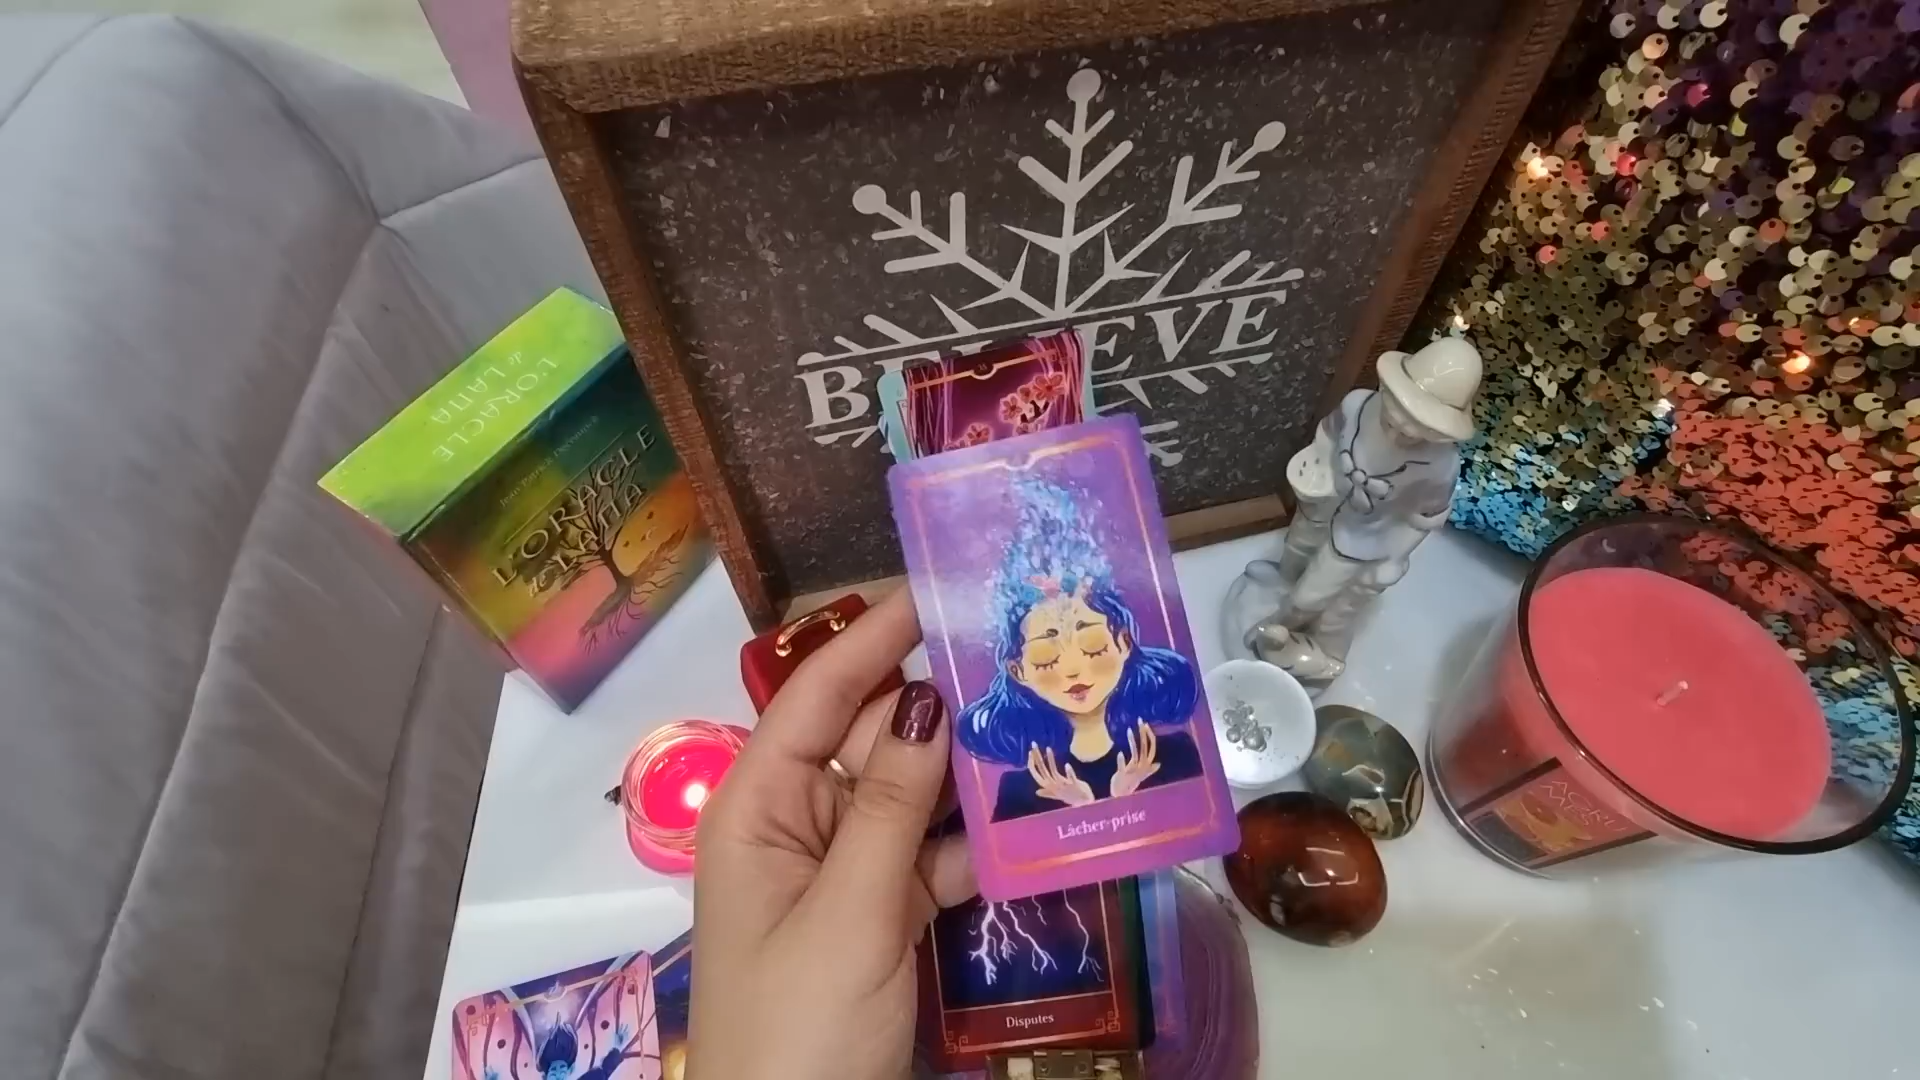 BELIEVE
L'ORACLE
de LATIA
L'ORACLE
de LATIA
Lâcher-prise
Disputes